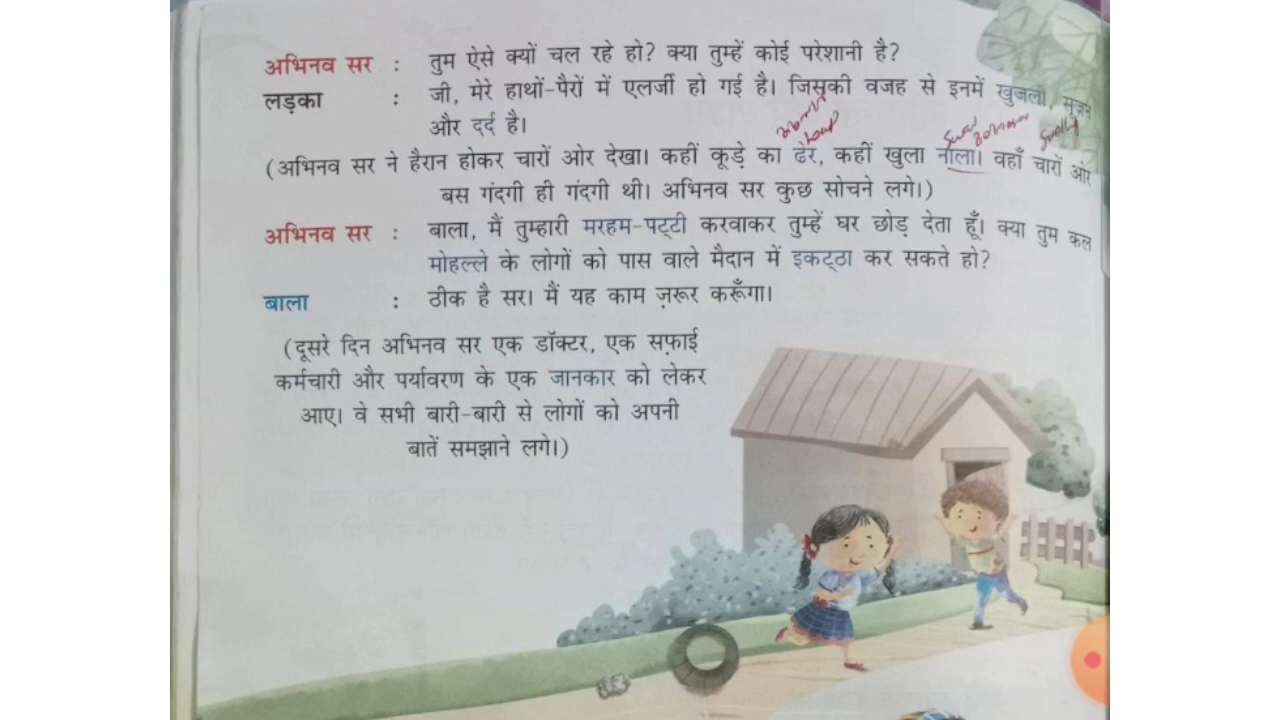 अभिनव सर : तुम ऐसे क्यों चल रहे हो? क्या तुम्हें कोई परेशानी है?
लड़का : जी, मेरे हाथों-पैरों में एलर्जी हो गई है। जिसकी वजह से इनमें खुजली, सूजन
और दर्द है।
(अभिनव सर ने हैरान होकर चारों ओर देखा। कहीं कूड़े का ढेर, कहीं खुला नाला। वहाँ चारों ओर
बस गंदगी ही गंदगी थी। अभिनव सर कुछ सोचने लगे।)
अभिनव सर : बाला, मैं तुम्हारी मरहम-पट्टी करवाकर तुम्हें घर छोड़ देता हूँ। क्या तुम कल
मोहल्ले के लोगों को पास वाले मैदान में इकट्ठा कर सकते हो?
बाला : ठीक है सर। मैं यह काम ज़रूर करूँगा।
(दूसरे दिन अभिनव सर एक डॉक्टर, एक सफ़ाई
कर्मचारी और पर्यावरण के एक जानकार को लेकर
आए। वे सभी बारी-बारी से लोगों को अपनी
बातें समझाने लगे।)